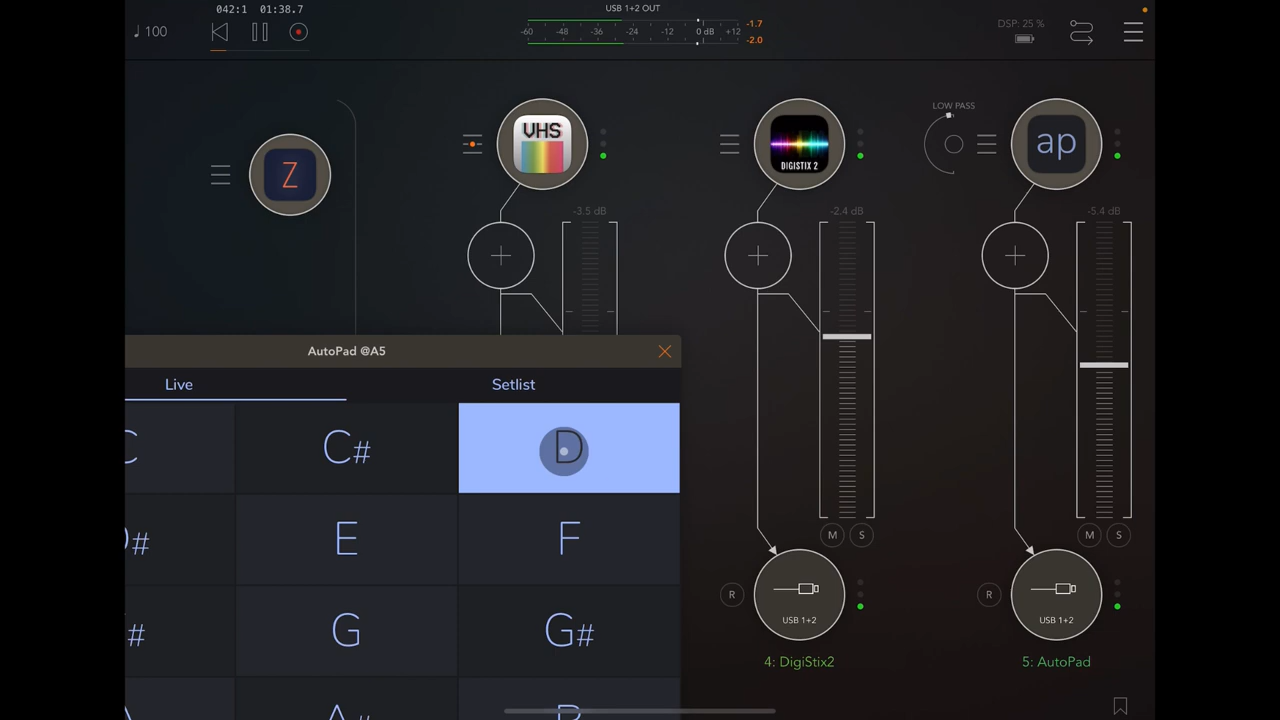 042:1 01:38.7
USB 1+2 OUT
♩ 100
-60 -48 -36 -24 -12 0 dB +12
-1.7
-2.0
DSP: 25 %
LOW PASS
Z
VHS
DIGISTIX 2
ap
-3.5 dB
-2.4 dB
-5.4 dB
AutoPad @A5
Live
Setlist
C
C#
D
D#
E
F
F#
G
G#
A
A#
B
M
S
M
S
R
USB 1+2
R
USB 1+2
4: DigiStix2
5: AutoPad